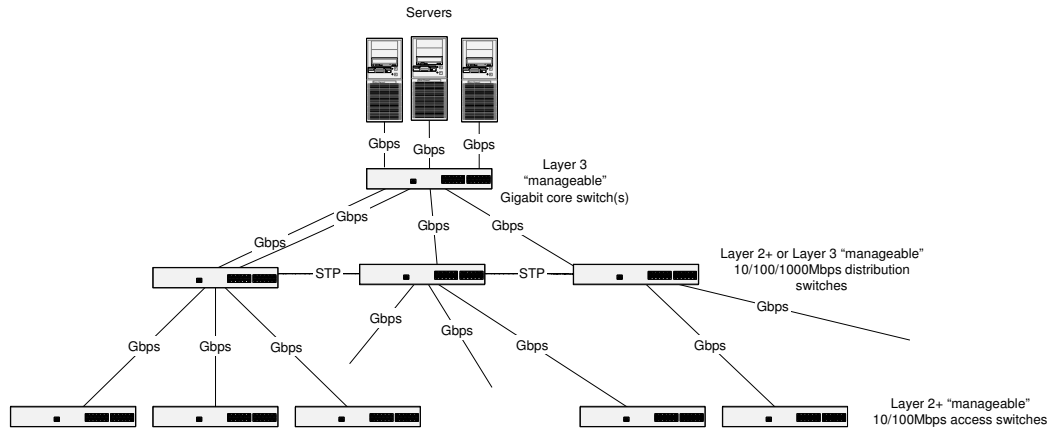 Servers
Gbps
Gbps
Gbps
Layer 3
“manageable”
Gigabit core switch(s)
Gbps
Gbps
Gbps
Gbps
STP
STP
Layer 2+ or Layer 3 “manageable”
10/100/1000Mbps distribution
switches
Gbps
Gbps
Gbps
Gbps
Gbps
Gbps
Gbps
Gbps
Layer 2+ “manageable”
10/100Mbps access switches